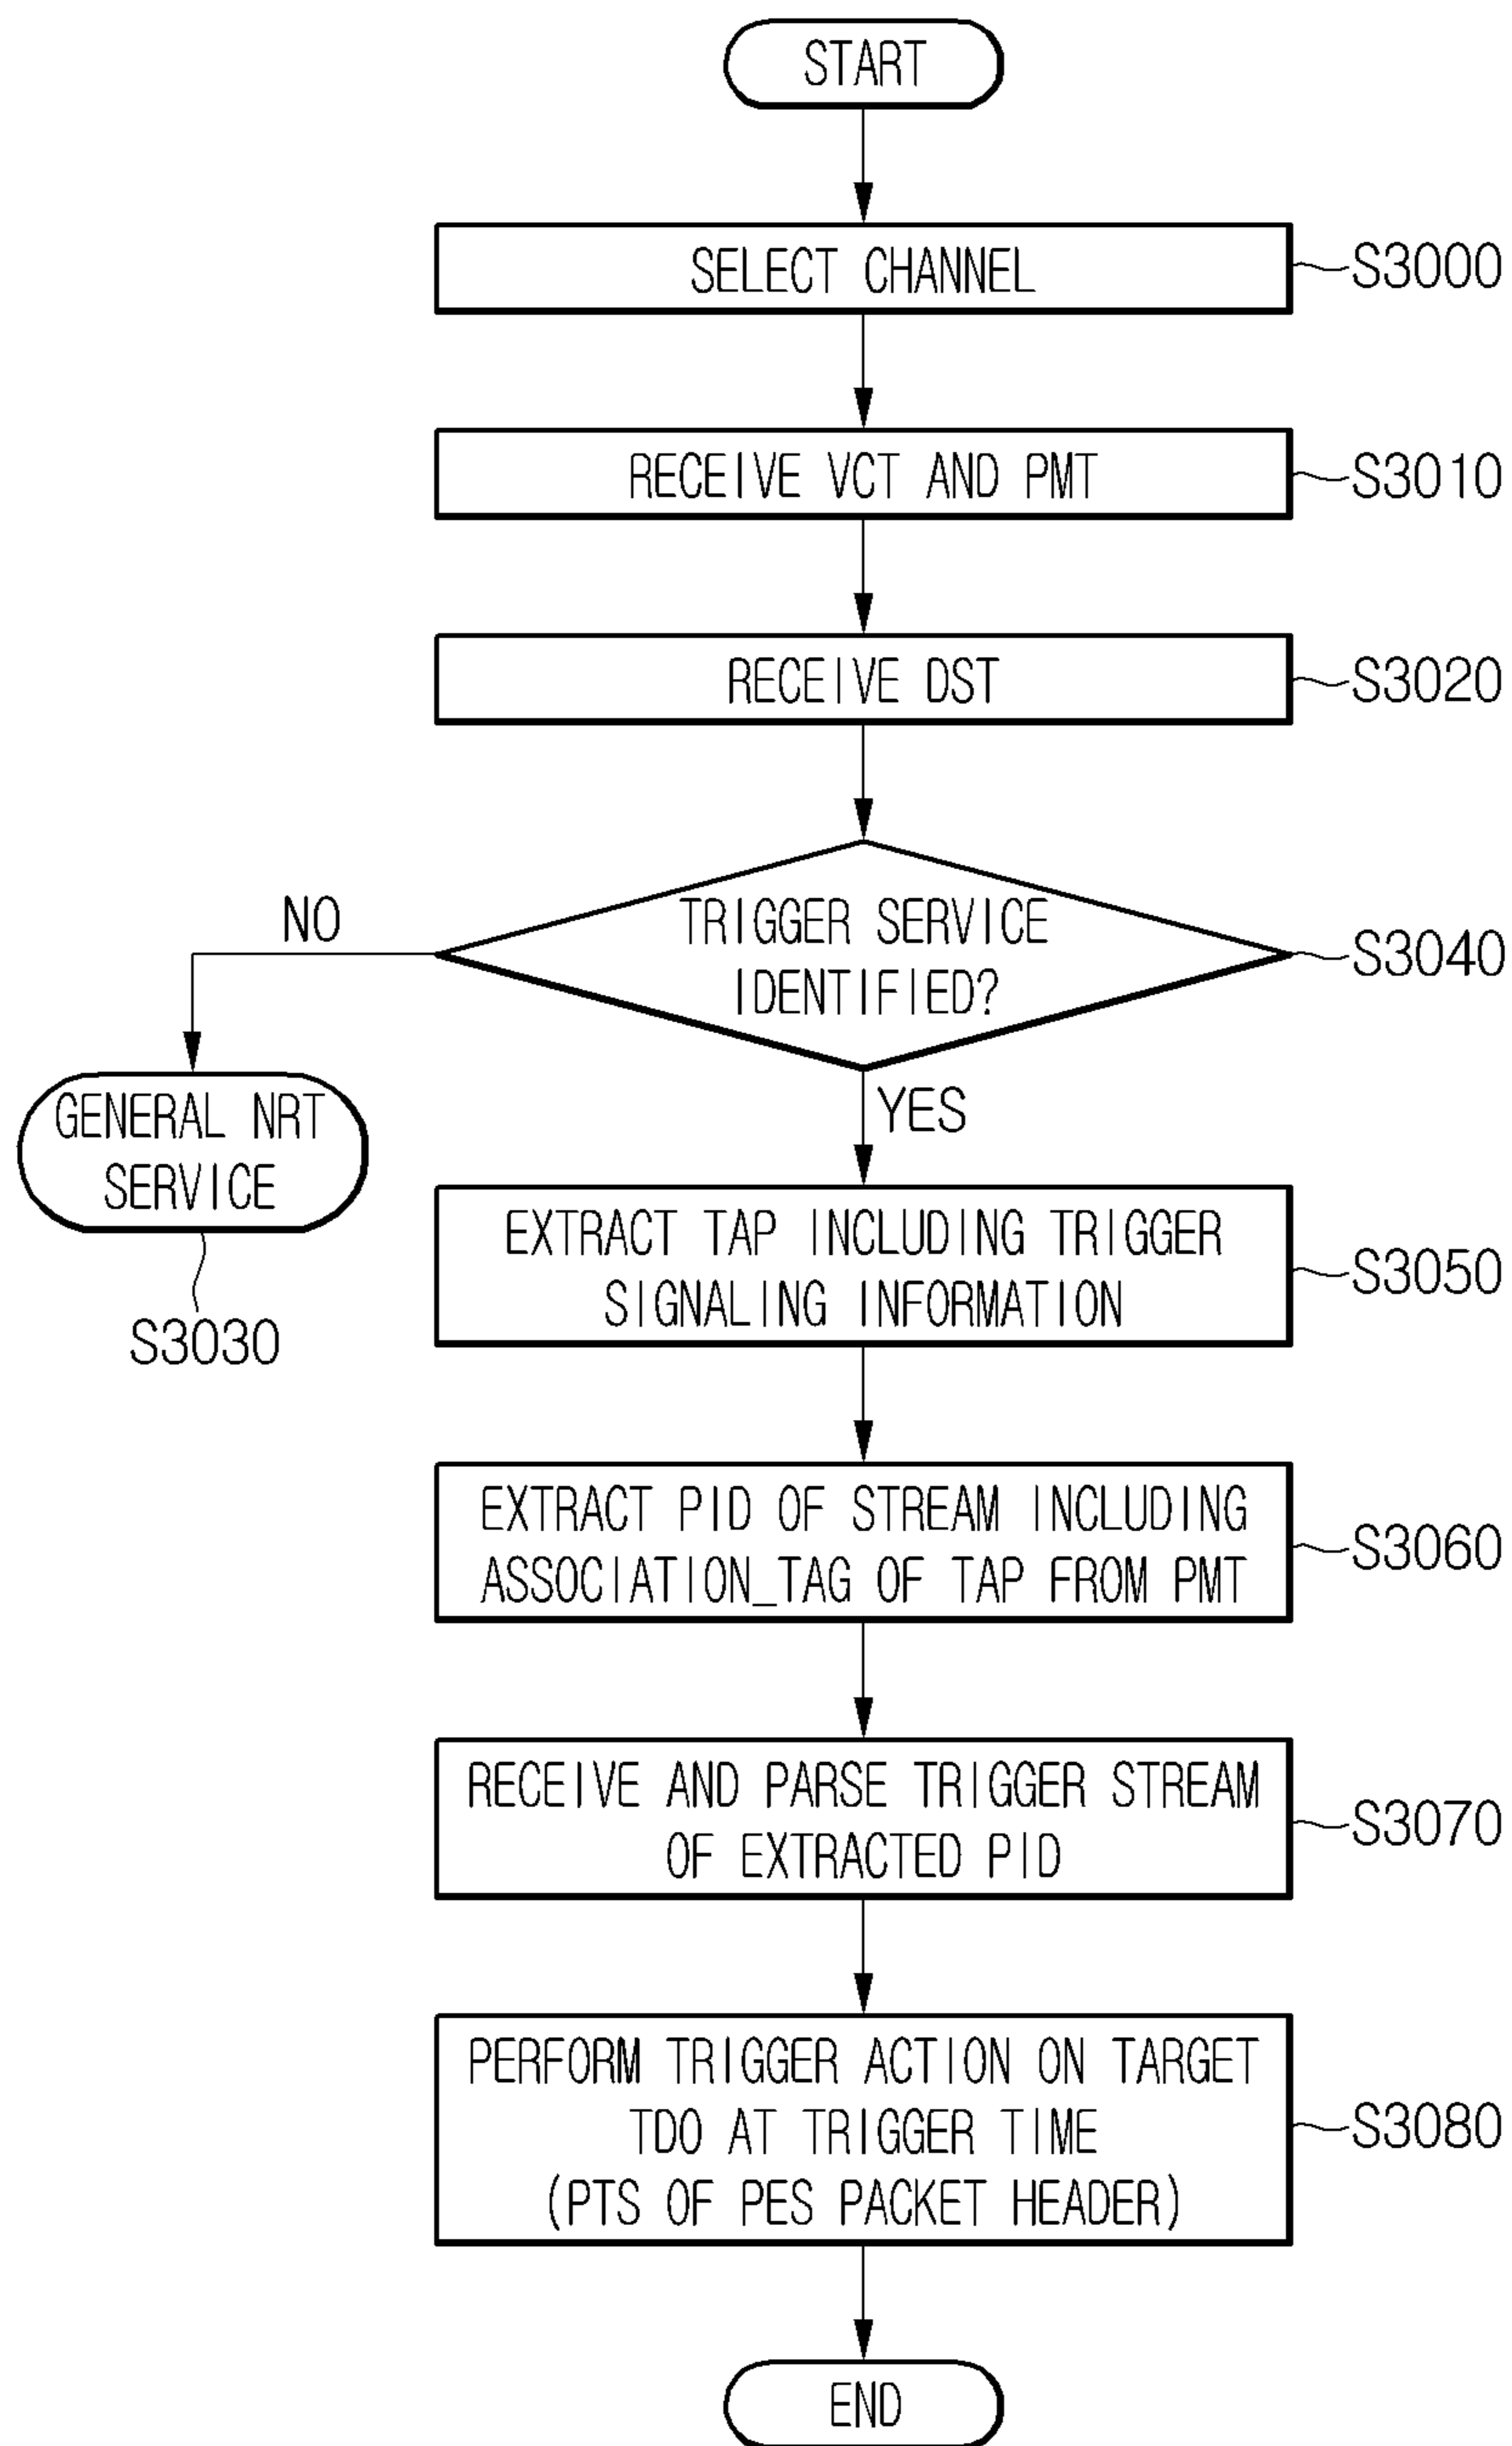 START
SELECT CHANNEL
S3000
RECEIVE VCT AND PMT
S3010
RECEIVE DST
S3020
NO
TRIGGER SERVICE
IDENTIFIED?
S3040
YES
GENERAL NRT
SERVICE
S3030
EXTRACT TAP INCLUDING TRIGGER
SIGNALING INFORMATION
S3050
EXTRACT PID OF STREAM INCLUDING
ASSOCIATION_TAG OF TAP FROM PMT
S3060
RECEIVE AND PARSE TRIGGER STREAM
OF EXTRACTED PID
S3070
PERFORM TRIGGER ACTION ON TARGET
TDO AT TRIGGER TIME
(PTS OF PES PACKET HEADER)
S3080
END